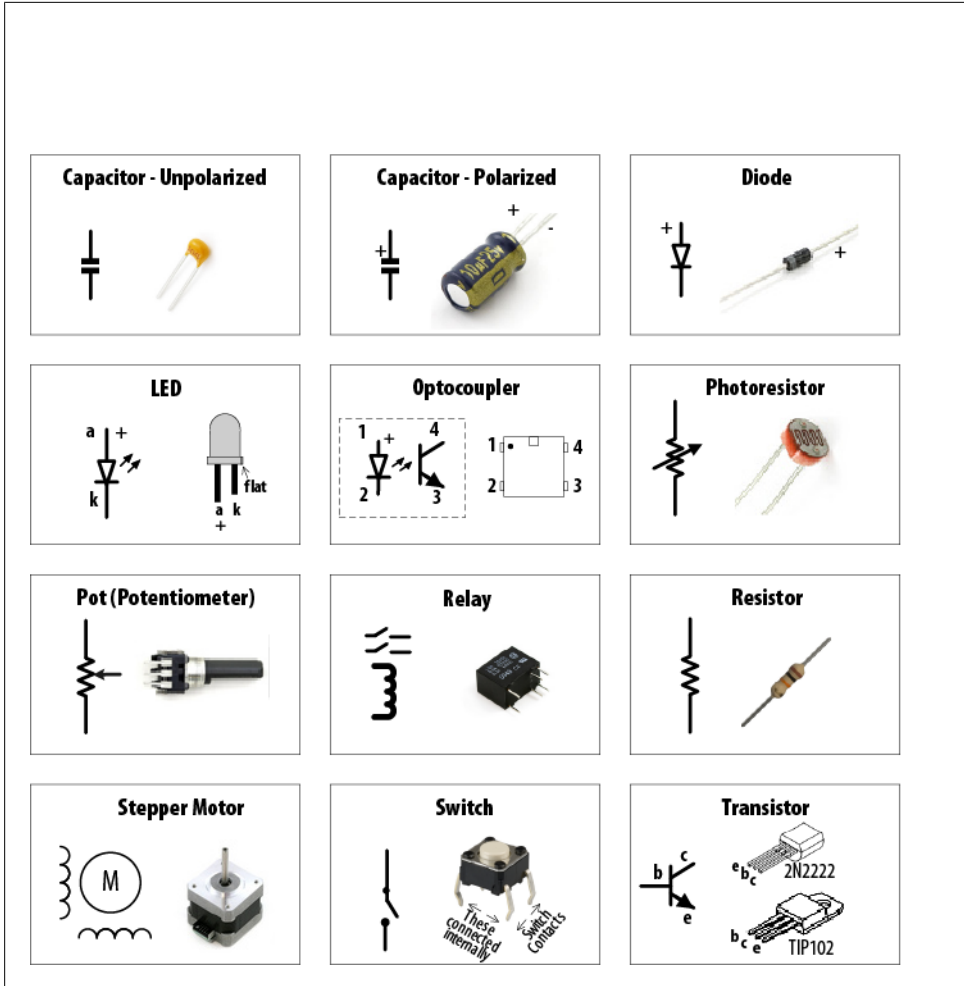 Capacitor - Unpolarized
Capacitor - Polarized
+
+
-
10µF25v
Diode
+
+
LED
a
+
k
flat
a
k
+
Optocoupler
1
+
4
2
3
1
4
2
3
Photoresistor
Pot (Potentiometer)
Relay
Resistor
Stepper Motor
M
Switch
These
connected
internally
Switch
Contacts
Transistor
c
b
e
e b c
2N2222
b c e
TIP102